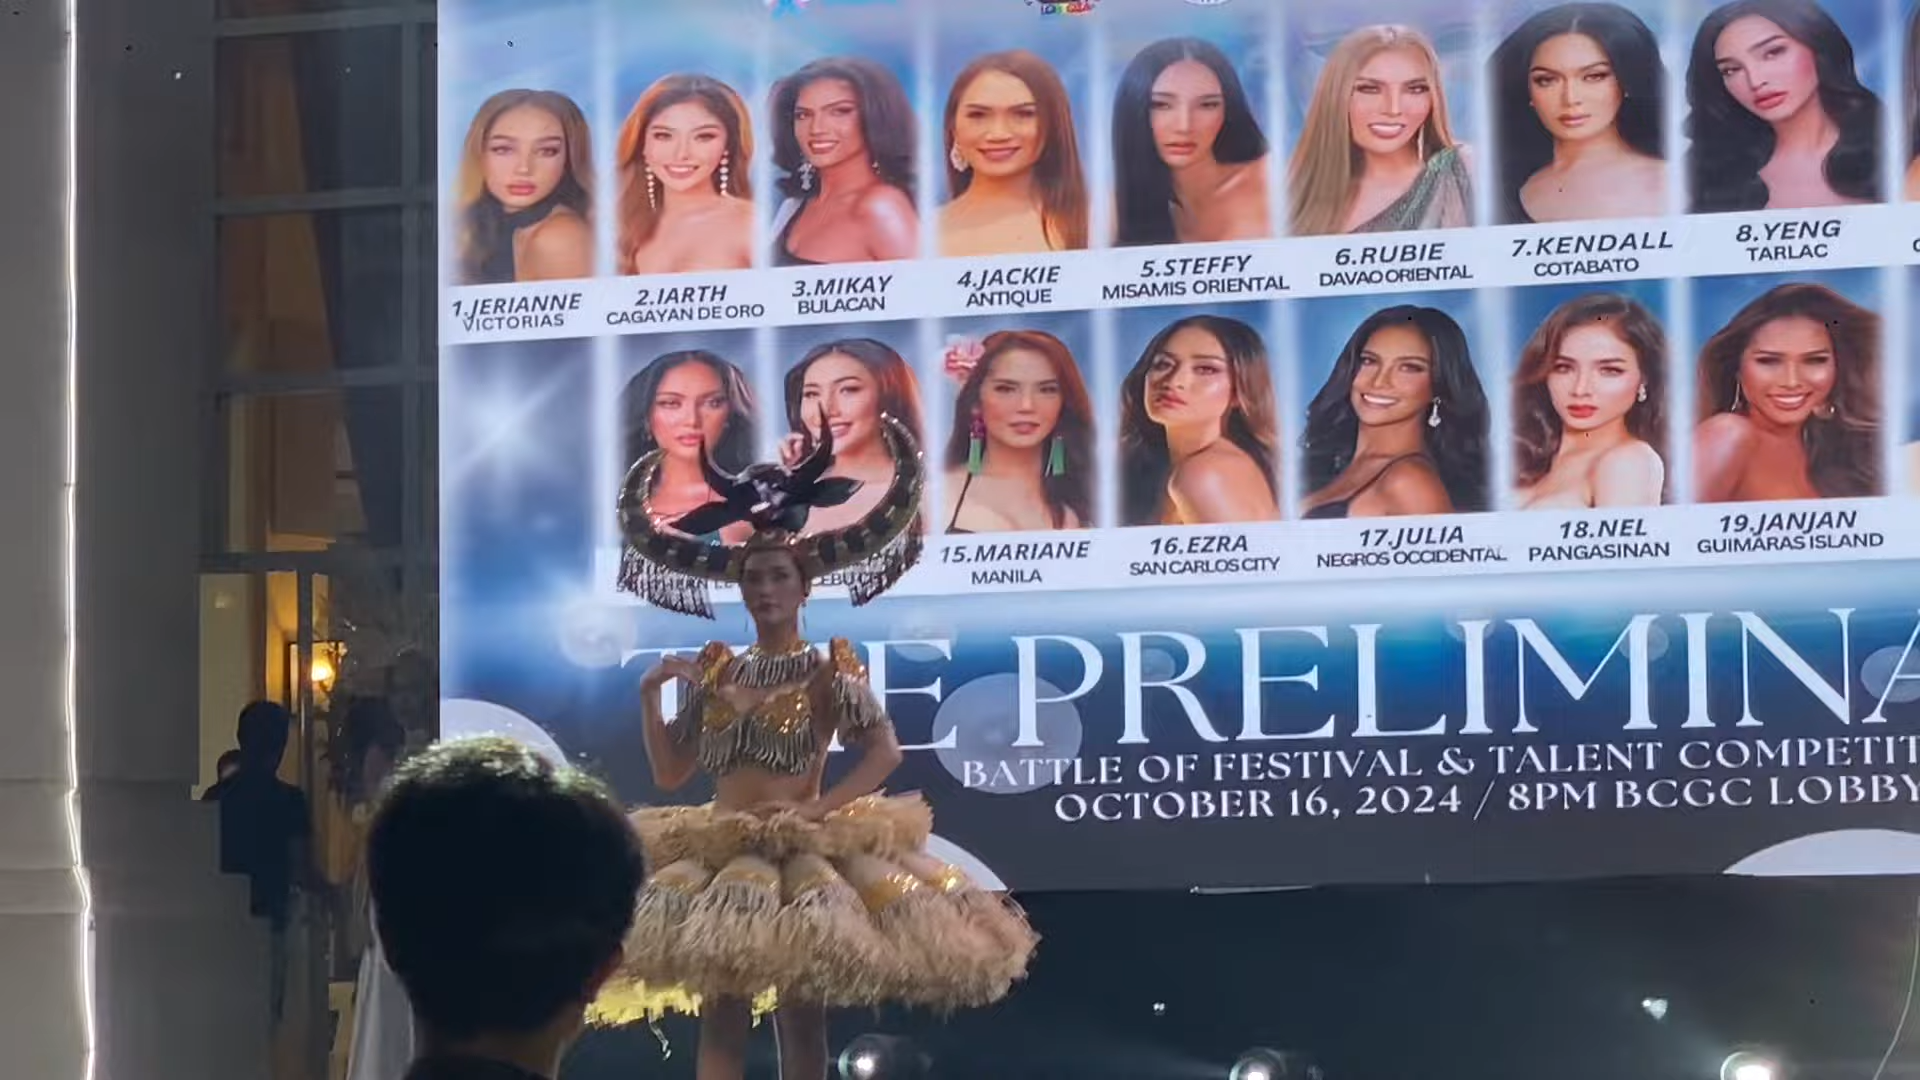 1.JERIANNE
VICTORIAS
2.IARTH
CAGAYAN DE ORO
3.MIKAY
BULACAN
4.JACKIE
ANTIQUE
5.STEFFY
MISAMIS ORIENTAL
6.RUBIE
DAVAO ORIENTAL
7.KENDALL
COTABATO
8.YENG
TARLAC
CEBU
15.MARIANE
MANILA
16.EZRA
SAN CARLOS CITY
17.JULIA
NEGROS OCCIDENTAL
18.NEL
PANGASINAN
19.JANJAN
GUIMARAS ISLAND
THE PRELIMINA
BATTLE OF FESTIVAL & TALENT COMPETIT
OCTOBER 16, 2024 / 8PM BCGC LOBBY